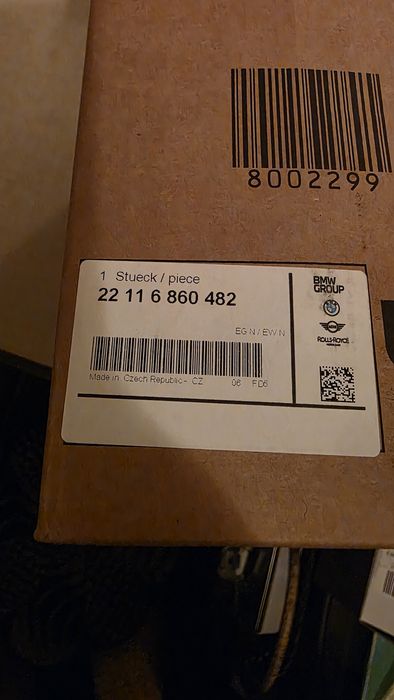 8002299
1 Stueck / piece
22 11 6 860 482
BMW
GROUP
EG N / EW N
ROLLS-ROYCE
Made in Czech Republic - CZ 06